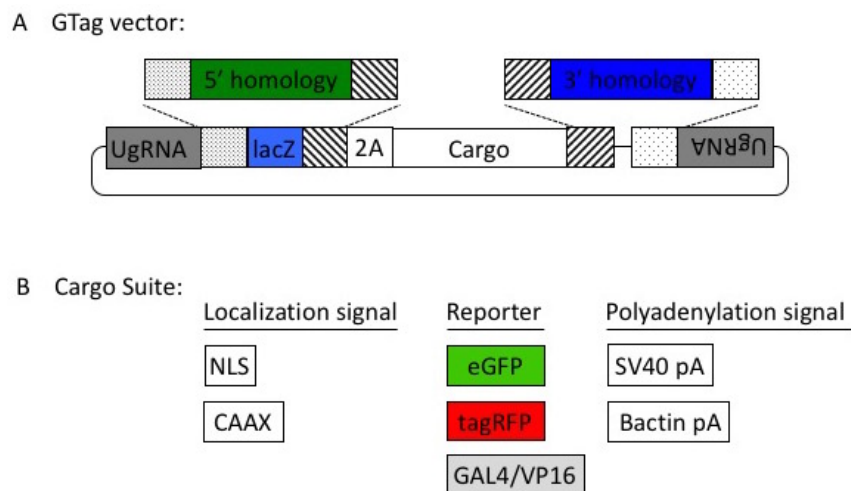 A GTag vector:
5’ homology 3’ homology
UgRNA lacZ 2A Cargo UgRNA
B Cargo Suite:
Localization signal Reporter Polyadenylation signal
NLS eGFP SV40 pA
CAAX tagRFP Bactin pA
GAL4/VP16